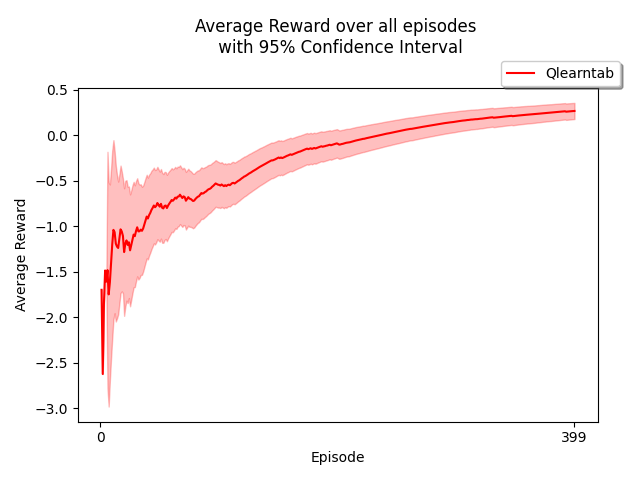 Average Reward over all episodes
with 95% Confidence Interval
Qlearntab
0.5
0.0
−0.5
−1.0
−1.5
−2.0
−2.5
−3.0
Average Reward
0
399
Episode